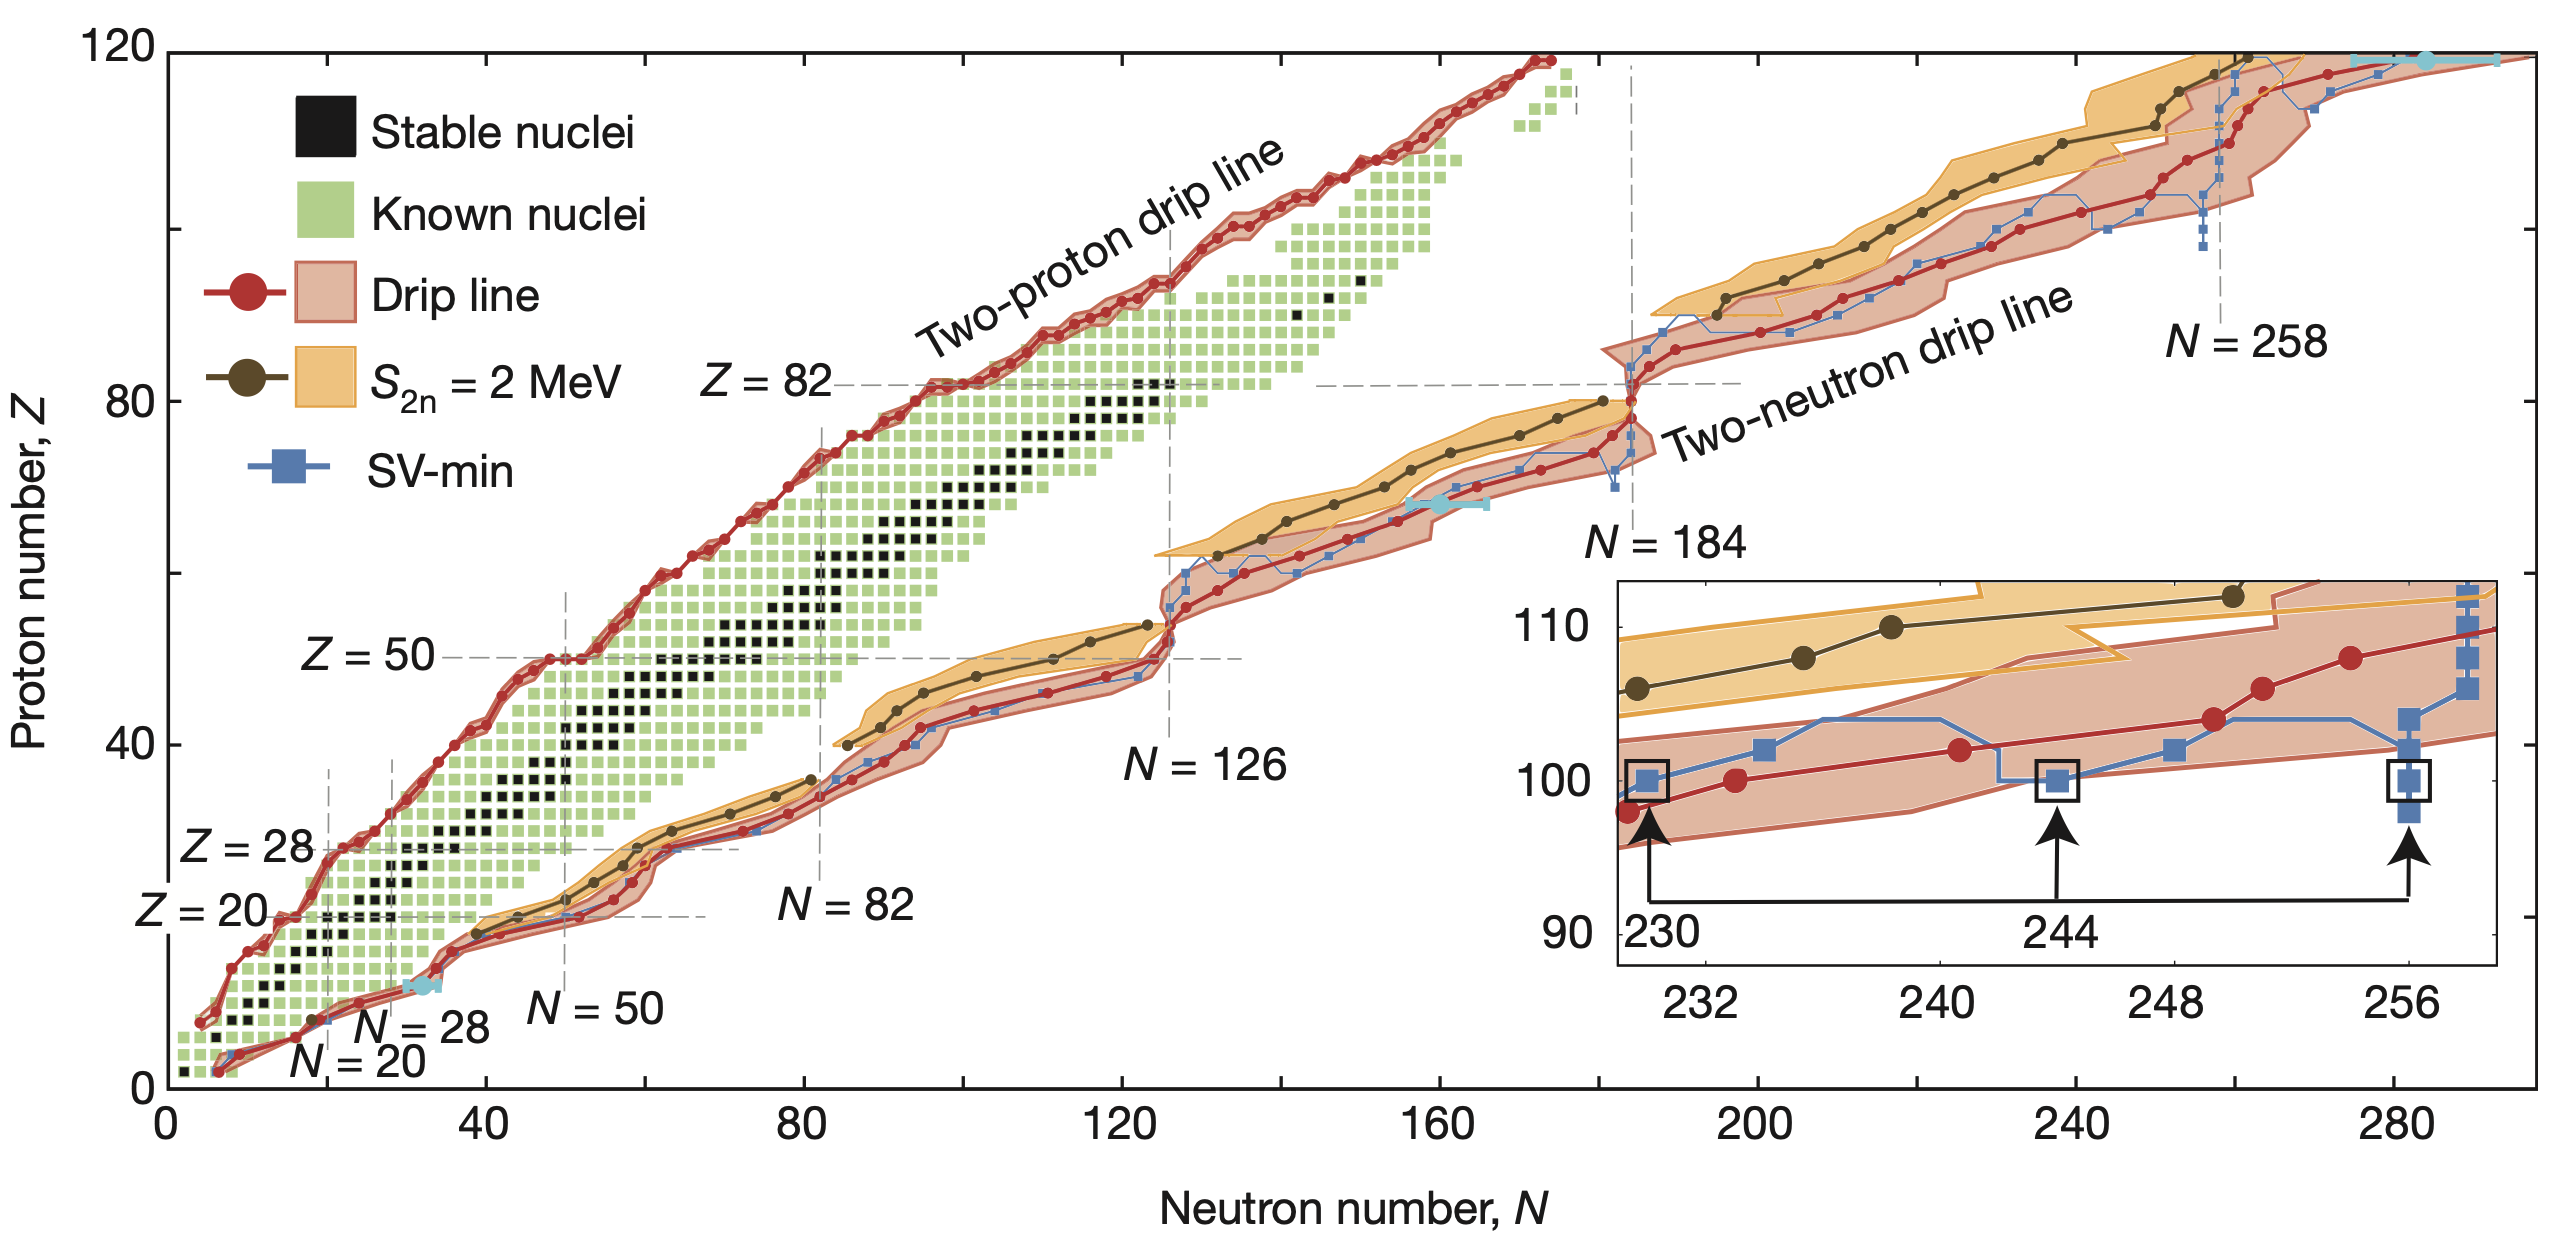 120
80
40
0
Proton number, Z
Stable nuclei
Known nuclei
Drip line
S2n = 2 MeV
SV-min
Two-proton drip line
Two-neutron drip line
Z = 82
Z = 50
Z = 28
Z = 20
N = 258
N = 184
N = 126
N = 82
N = 50
N = 28
N = 20
110
100
90
230
244
232
240
248
256
0
40
80
120
160
200
240
280
Neutron number, N